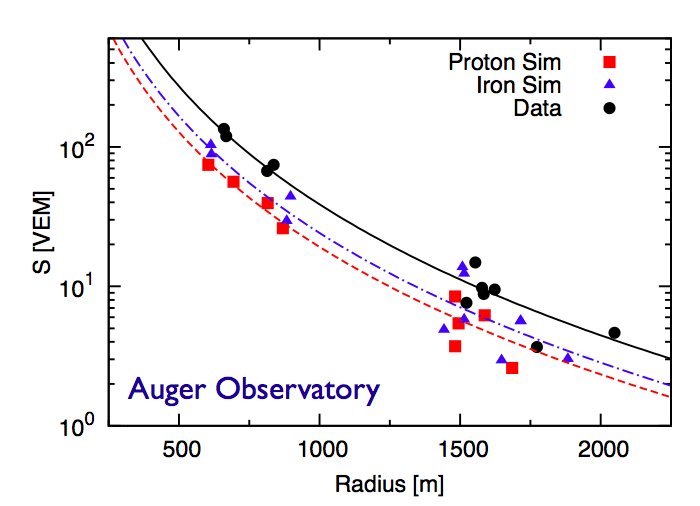 Proton Sim
Iron Sim
Data
10^2
10^1
10^0
S [VEM]
Auger Observatory
500 1000 1500 2000
Radius [m]